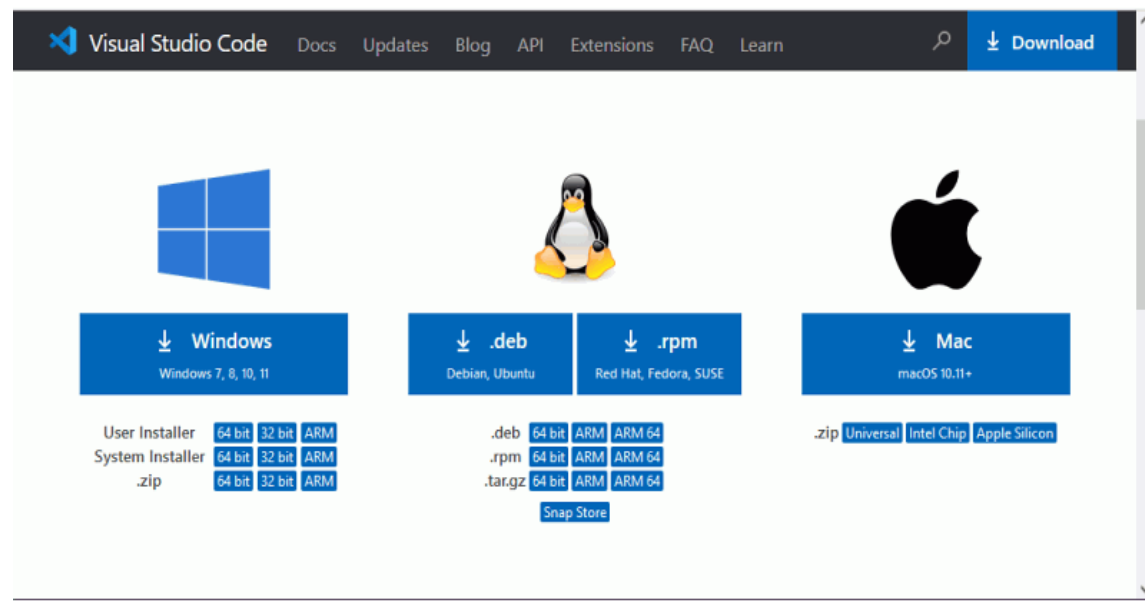 Visual Studio Code Docs Updates Blog API Extensions FAQ Learn Download
Windows
Windows 7, 8, 10, 11
User Installer 64 bit 32 bit ARM
System Installer 64 bit 32 bit ARM
.zip 64 bit 32 bit ARM
.deb
Debian, Ubuntu
.rpm
Red Hat, Fedora, SUSE
.deb 64 bit ARM ARM 64
.rpm 64 bit ARM ARM 64
.tar.gz 64 bit ARM ARM 64
Snap Store
Mac
macOS 10.11+
.zip Universal Intel Chip Apple Silicon